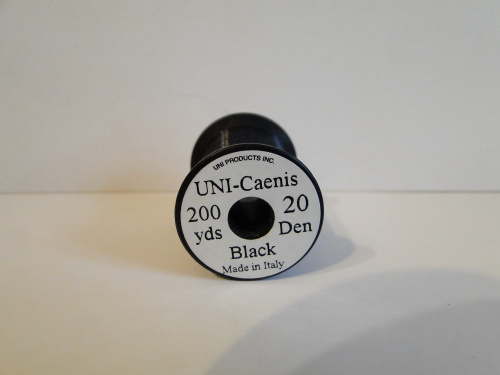 UNI PRODUCTS INC.
UNI-Caenis
200 yds
20 Den
Black
Made in Italy